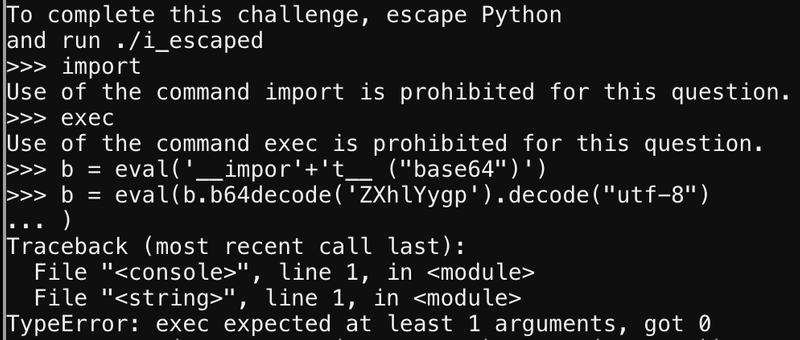 To complete this challenge, escape Python
and run ./i_escaped
>>> import
Use of the command import is prohibited for this question.
>>> exec
Use of the command exec is prohibited for this question.
>>> b = eval('__impor'+'t__ ("base64")')
>>> b = eval(b.b64decode('ZXhlYygp').decode("utf-8")
... )
Traceback (most recent call last):
  File "<console>", line 1, in <module>
  File "<string>", line 1, in <module>
TypeError: exec expected at least 1 arguments, got 0